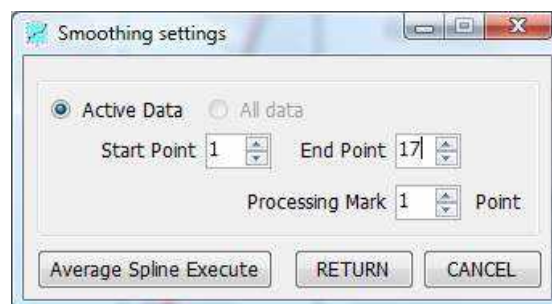 Smoothing settings
Active Data All data
Start Point 1 End Point 17
Processing Mark 1 Point
Average Spline Execute RETURN CANCEL